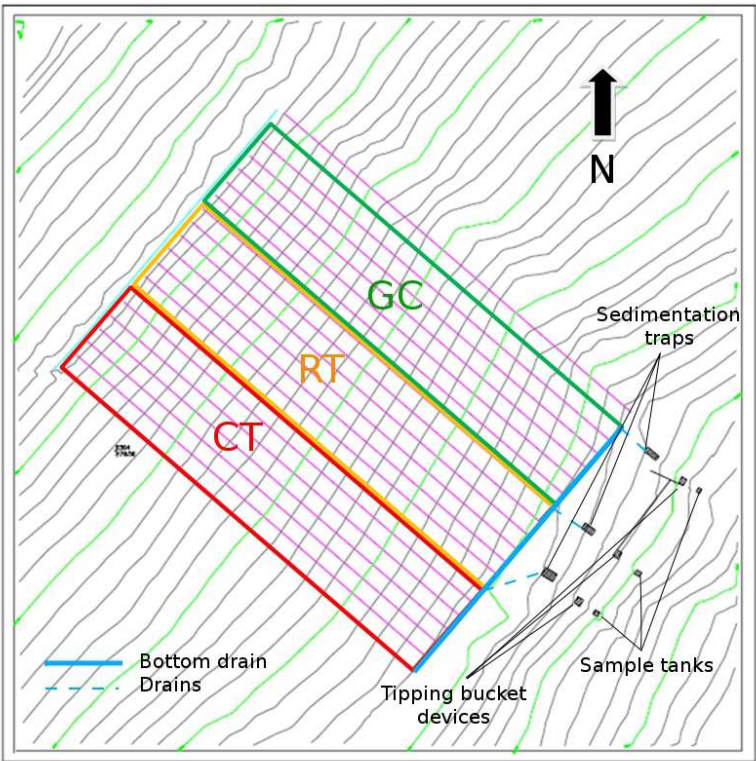 N
GC
Sedimentation
traps
RT
CT
Bottom drain
Drains
Sample tanks
Tipping bucket
devices